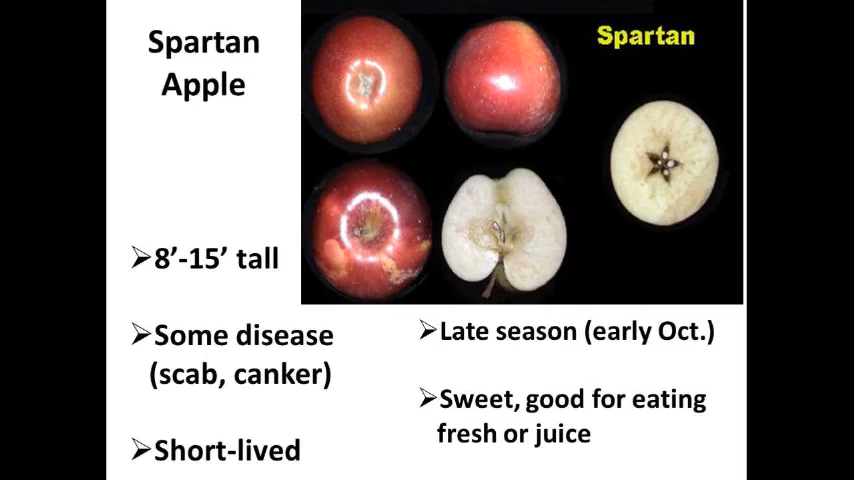 Spartan
Apple
Spartan
➢8’-15’ tall
➢Some disease
(scab, canker)
➢Short-lived
➢Late season (early Oct.)
➢Sweet, good for eating
fresh or juice